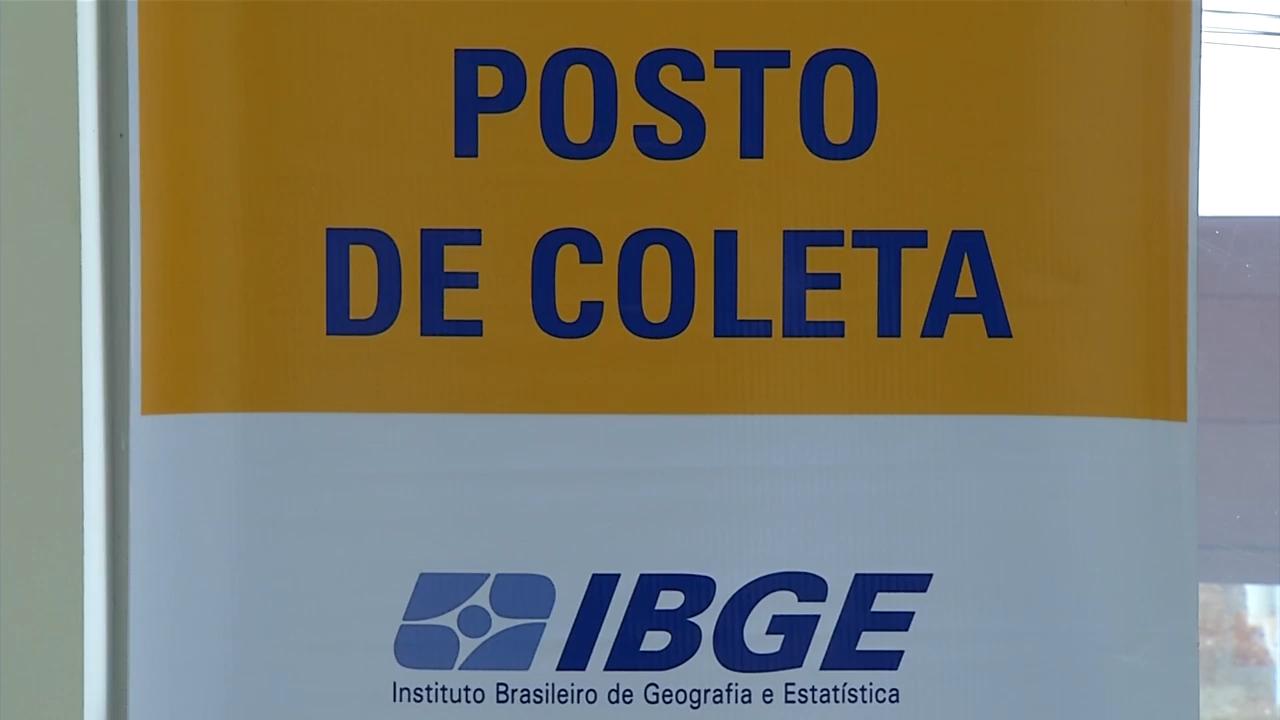 POSTO
DE COLETA
IBGE
Instituto Brasileiro de Geografia e Estatística